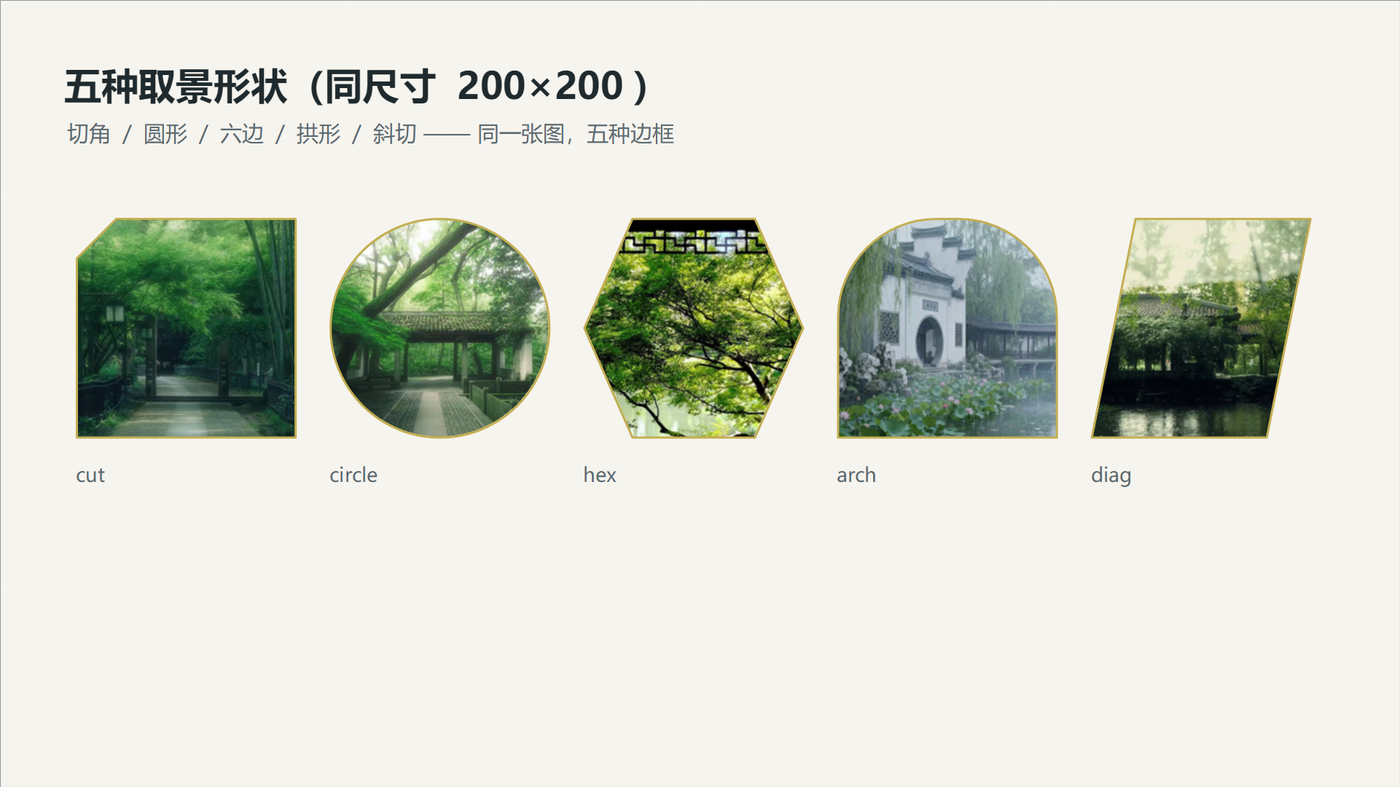 五种取景形状（同尺寸 200×200 ）
切角 / 圆形 / 六边 / 拱形 / 斜切 —— 同一张图，五种边框
cut
circle
hex
arch
diag